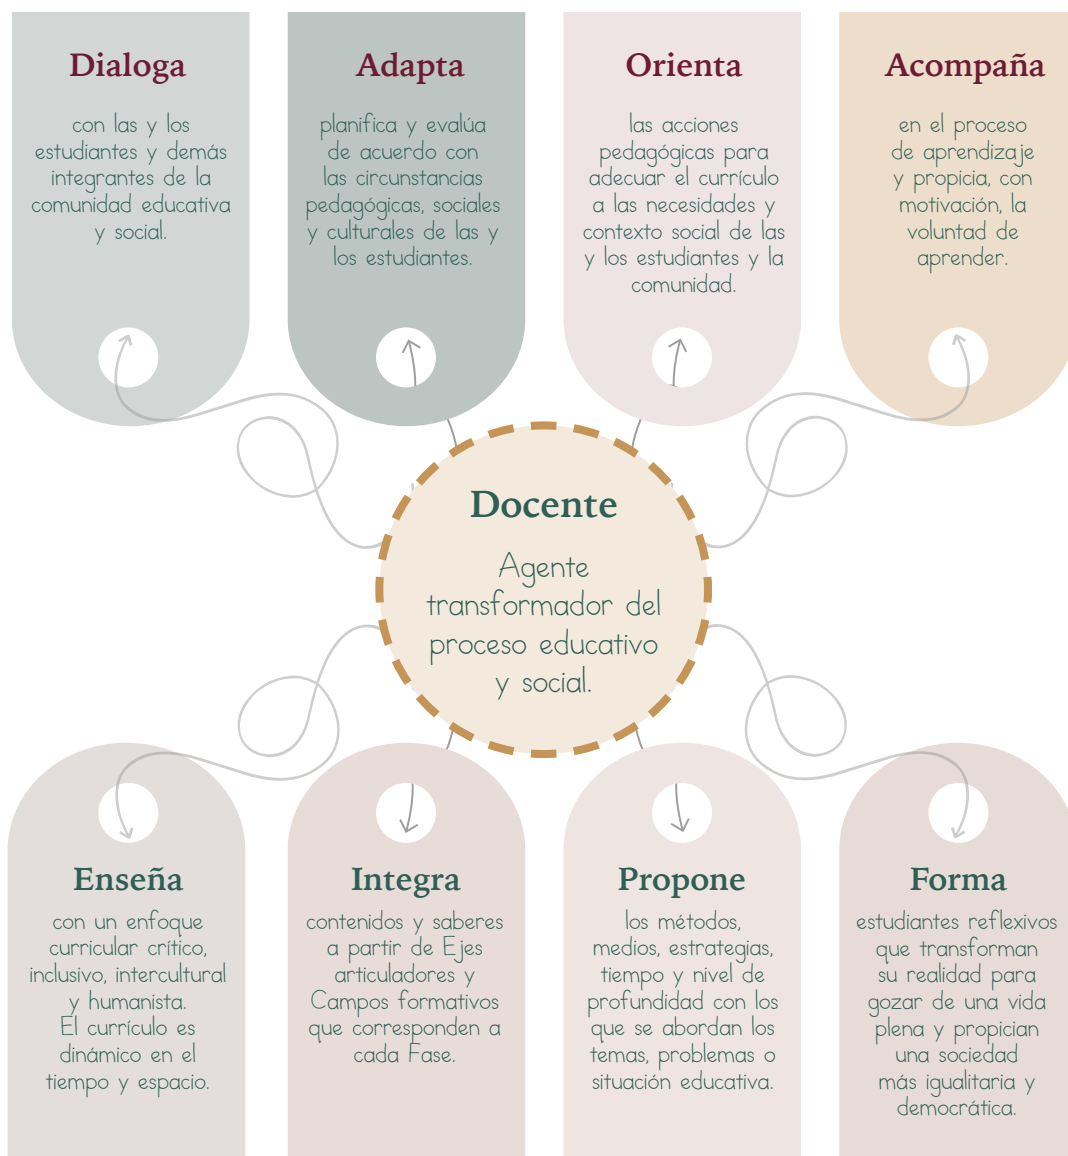 Dialoga
con las y los
estudiantes y demás
integrantes de la
comunidad educativa
y social.
Adapta
planifica y evalúa
de acuerdo con
las circunstancias
pedagógicas, sociales
y culturales de las y
los estudiantes.
Orienta
las acciones
pedagógicas para
adecuar el currículo
a las necesidades y
contexto social de las
y los estudiantes y la
comunidad.
Acompaña
en el proceso
de aprendizaje
y propicia, con
motivación, la
voluntad de
aprender.
Docente
Agente
transformador del
proceso educativo
y social.
Enseña
con un enfoque
curricular crítico,
inclusivo, intercultural
y humanista.
El currículo es
dinámico en el
tiempo y espacio.
Integra
contenidos y saberes
a partir de Ejes
articuladores y
Campos formativos
que corresponden a
cada Fase.
Propone
los métodos,
medios, estrategias,
tiempo y nivel de
profundidad con los
que se abordan los
temas, problemas o
situación educativa.
Forma
estudiantes reflexivos
que transforman
su realidad para
gozar de una vida
plena y propician
una sociedad
más igualitaria y
democrática.